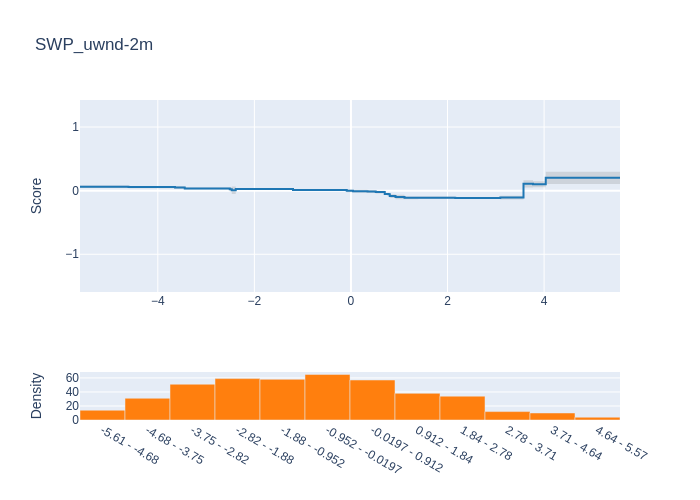 SWP_uwnd-2m
Score
1
0
−1
−4
−2
0
2
4
Density
60
40
20
0
-5.61 - -4.68
-4.68 - -3.75
-3.75 - -2.82
-2.82 - -1.88
-1.88 - -0.952
-0.952 - -0.0197
-0.0197 - 0.912
0.912 - 1.84
1.84 - 2.78
2.78 - 3.71
3.71 - 4.64
4.64 - 5.57